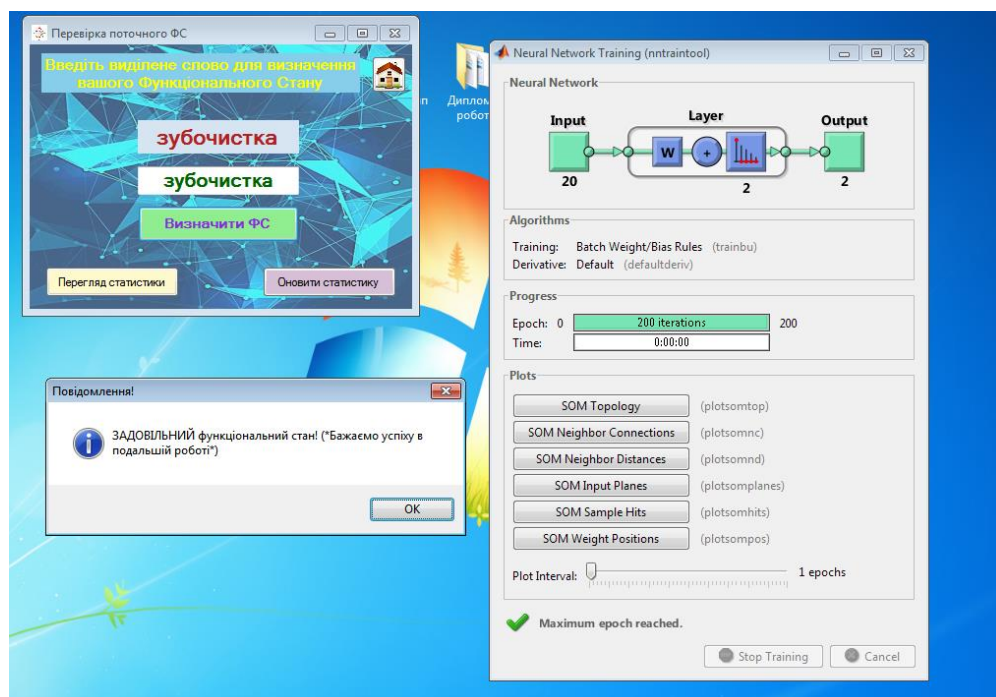 Перевірка поточного ФС
Введіть виділене слово для визначення
вашого Функціонального Стану
зубочистка
зубочистка
Визначити ФС
Перегляд статистики
Оновити статистику
Повідомлення!
ЗАДОВІЛЬНИЙ функціональний стан! (*Бажаємо успіху в
подальшій роботі*)
OK
Neural Network Training (nntraintool)
Neural Network
Input
Layer
Output
W
+
20
2
2
Algorithms
Training: Batch Weight/Bias Rules (trainbu)
Derivative: Default (defaultderiv)
Progress
Epoch: 0 200 iterations 200
Time: 0:00:00
Plots
SOM Topology (plotsomtop)
SOM Neighbor Connections (plotsomnc)
SOM Neighbor Distances (plotsomnd)
SOM Input Planes (plotsomplanes)
SOM Sample Hits (plotsomhits)
SOM Weight Positions (plotsompos)
Plot Interval: 1 epochs
Maximum epoch reached.
Stop Training
Cancel